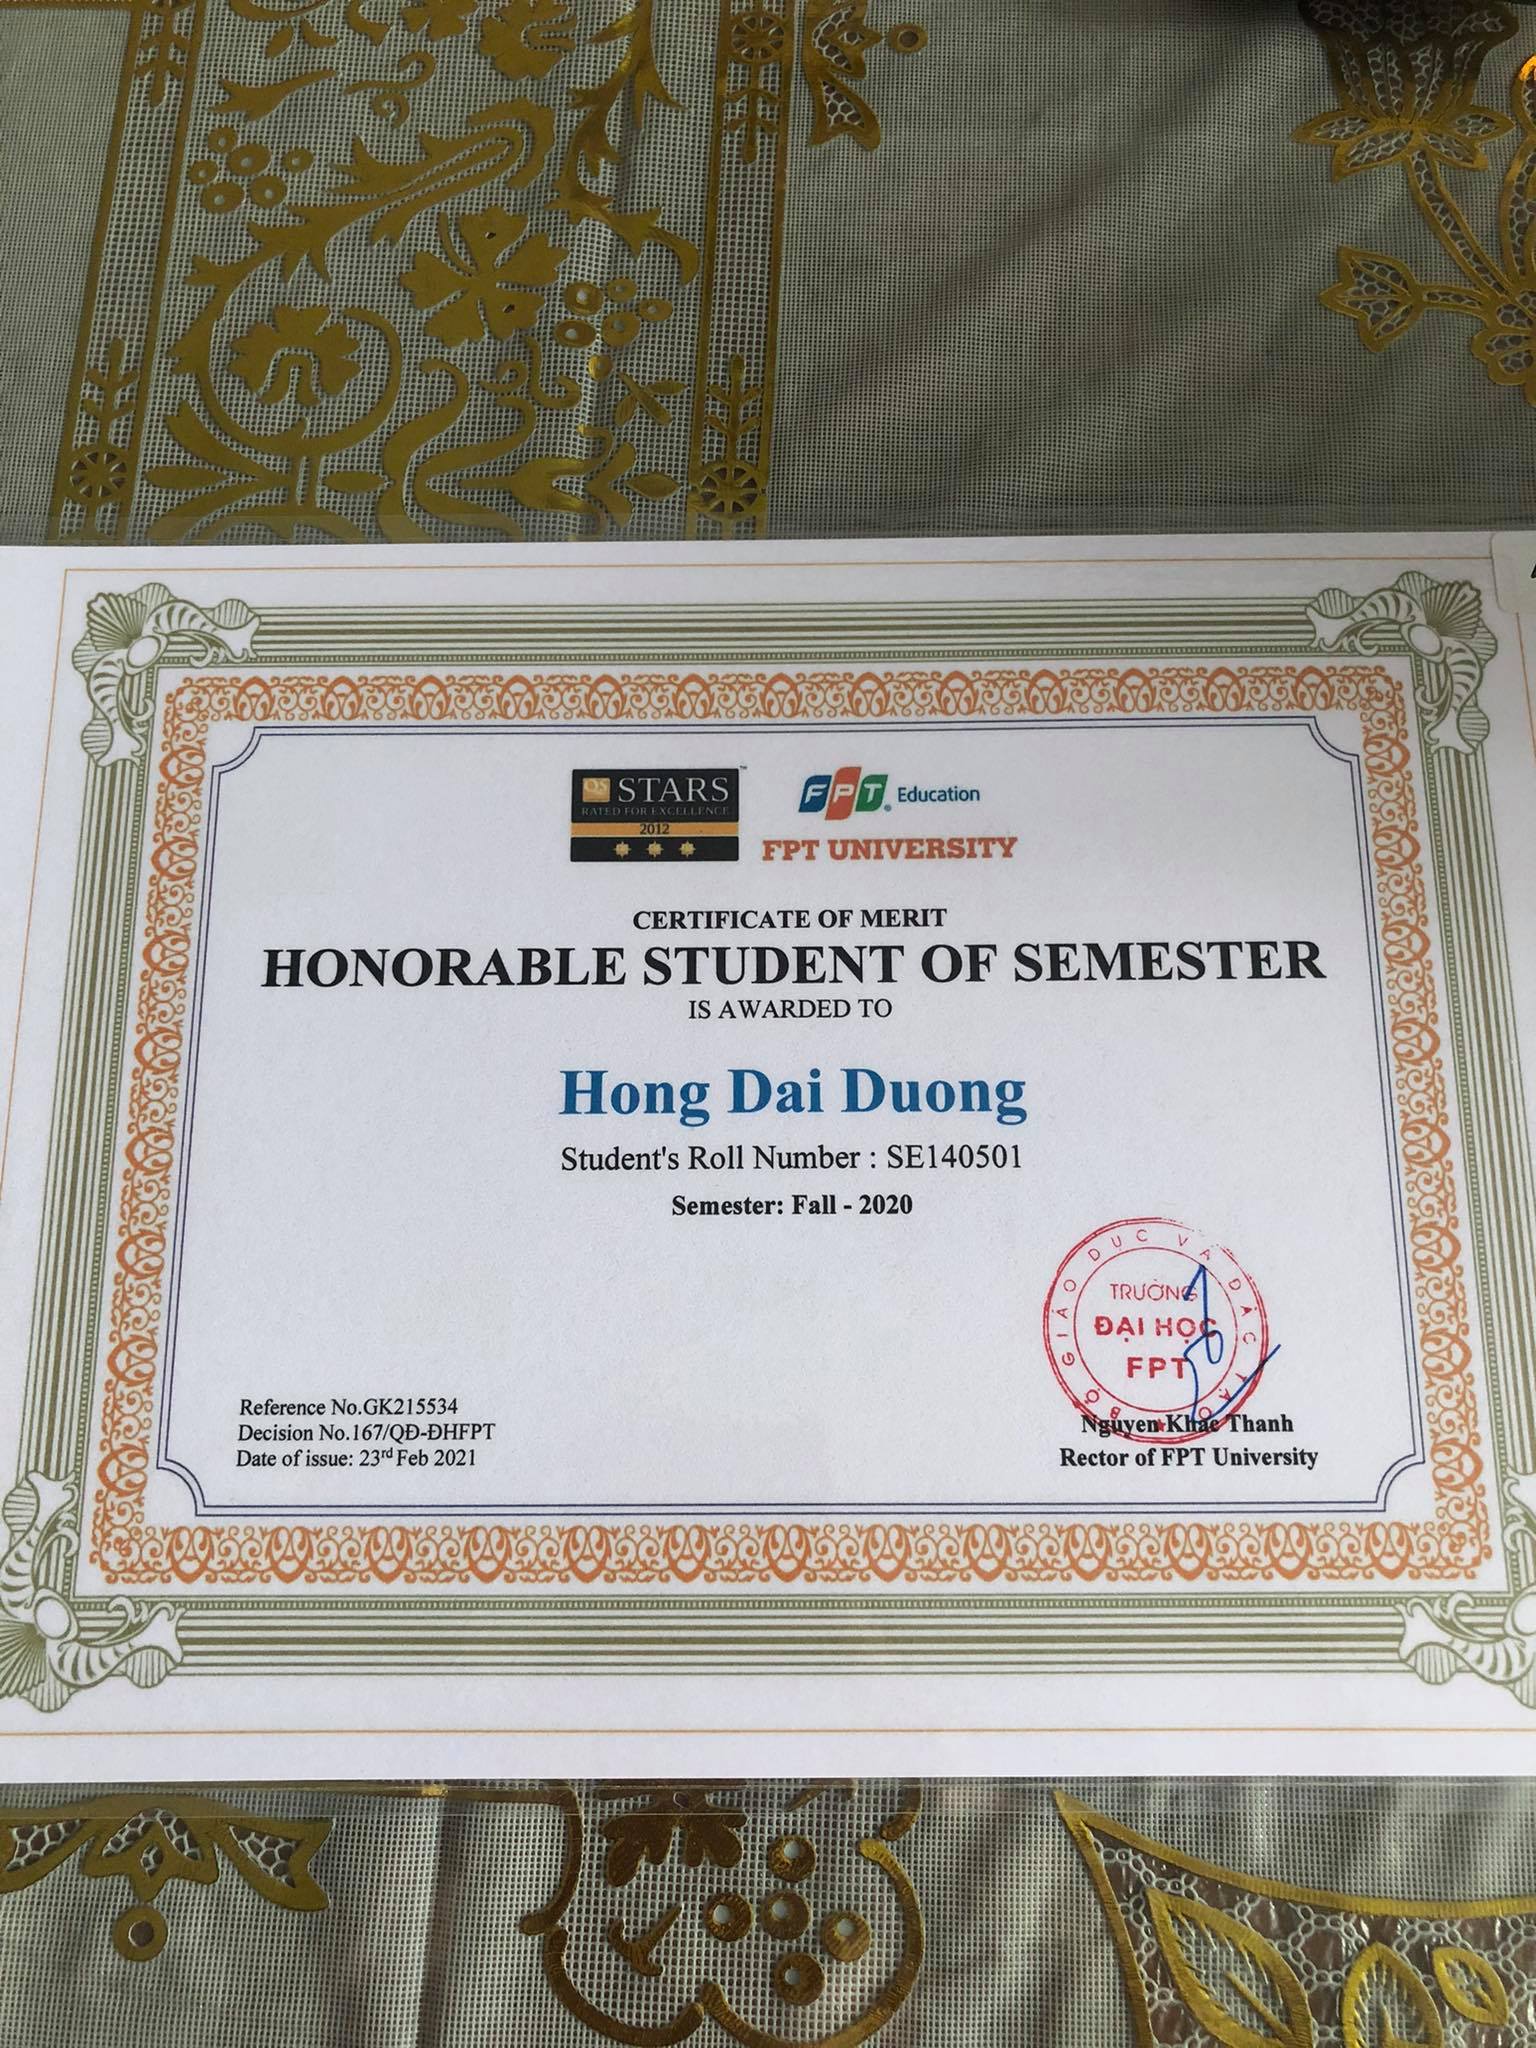 QS STARS™
RATED FOR EXCELLENCE
2012
FPT® Education
FPT UNIVERSITY
CERTIFICATE OF MERIT
HONORABLE STUDENT OF SEMESTER
IS AWARDED TO
Hong Dai Duong
Student's Roll Number : SE140501
Semester: Fall - 2020
BỘ GIÁO DỤC VÀ ĐÀO TẠO
TRƯỜNG
ĐẠI HỌC
FPT
Reference No.GK215534
Decision No.167/QĐ-ĐHFPT
Date of issue: 23rd Feb 2021
Nguyen Khac Thanh
Rector of FPT University